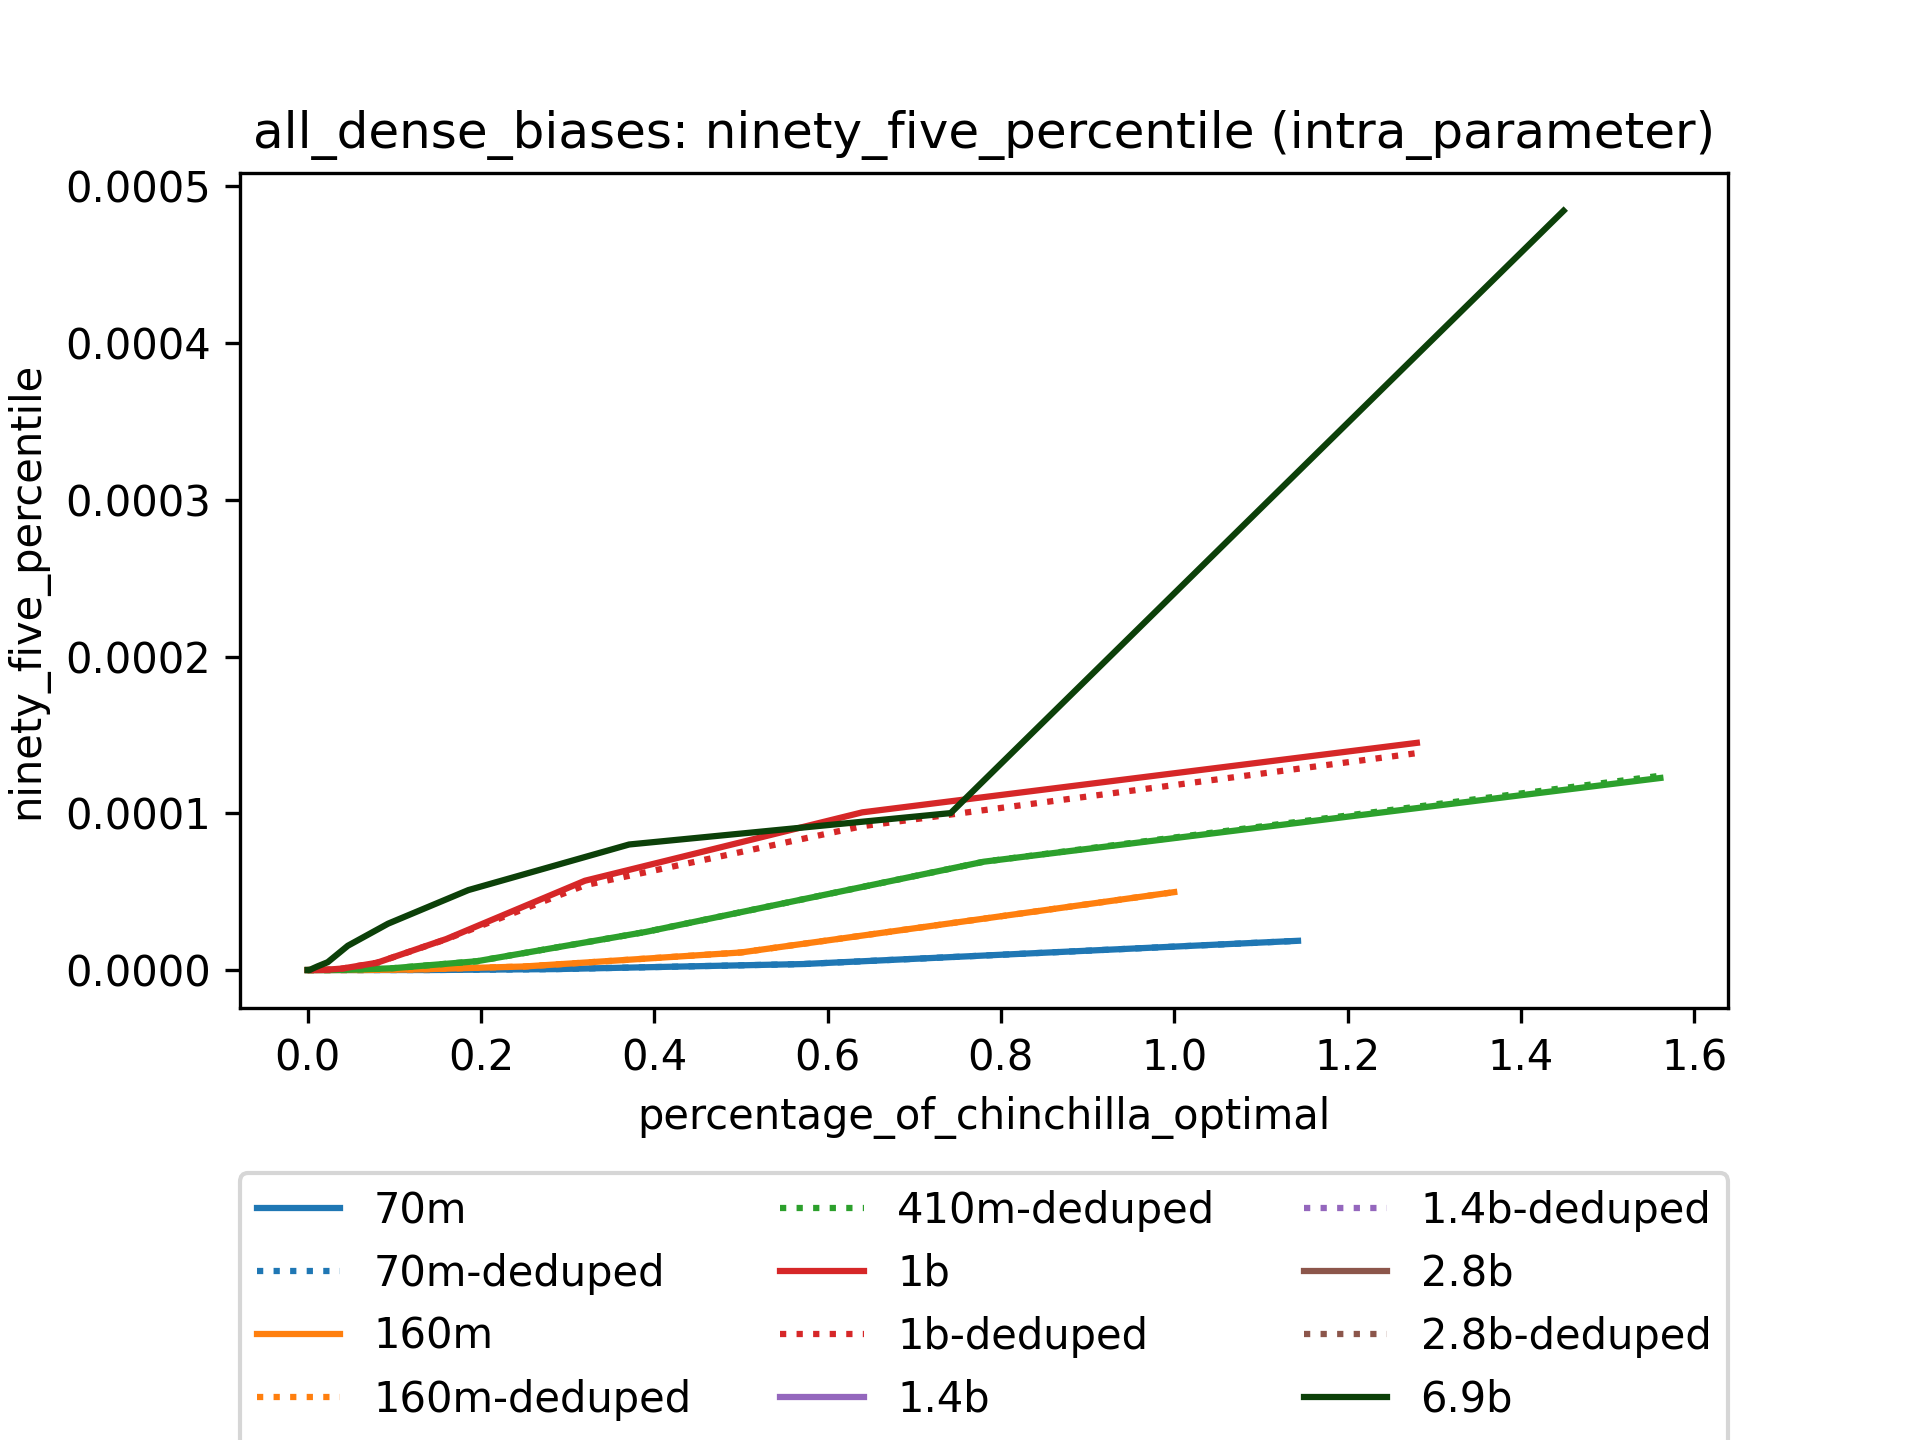 all_dense_biases: ninety_five_percentile (intra_parameter)
0.0005
0.0004
0.0003
0.0002
0.0001
0.0000
ninety_five_percentile
0.0 0.2 0.4 0.6 0.8 1.0 1.2 1.4 1.6
percentage_of_chinchilla_optimal
70m
70m-deduped
160m
160m-deduped
410m-deduped
1b
1b-deduped
1.4b
1.4b-deduped
2.8b
2.8b-deduped
6.9b